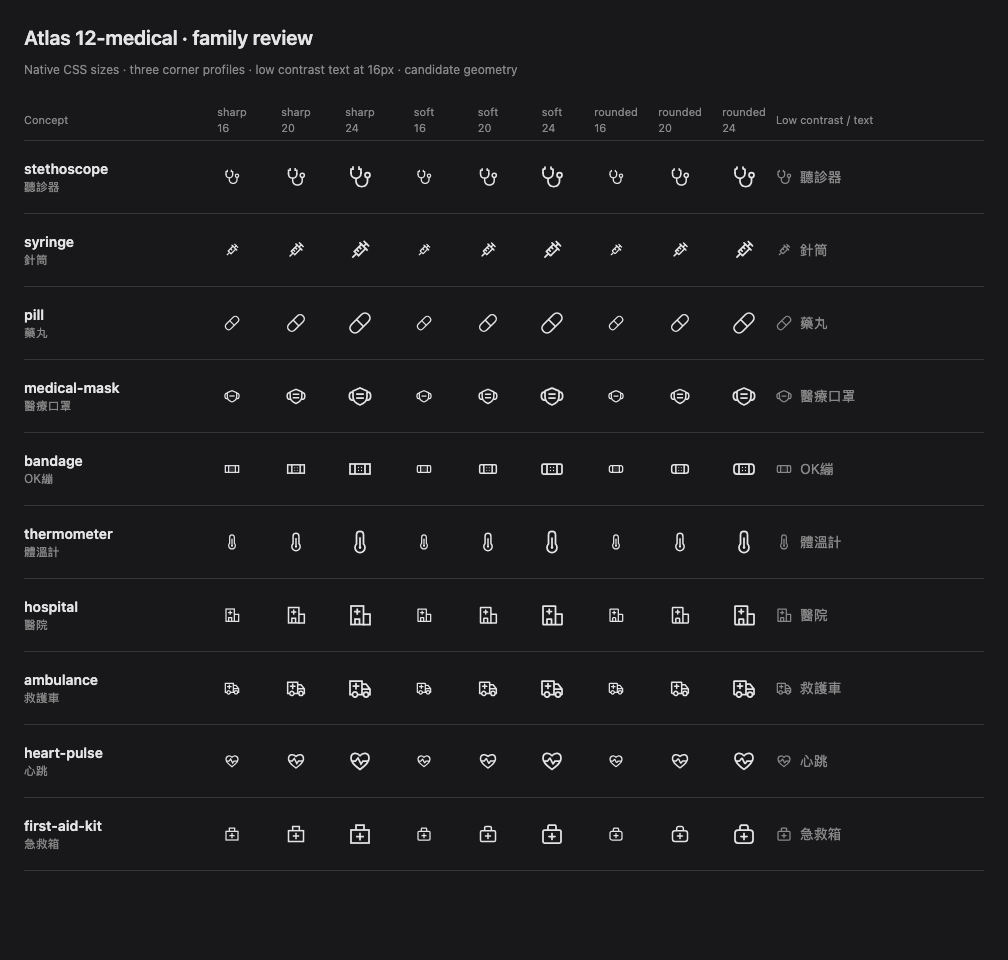 Atlas 12-medical · family review
Native CSS sizes · three corner profiles · low contrast text at 16px · candidate geometry
Concept sharp 16 sharp 20 sharp 24 soft 16 soft 20 soft 24 rounded 16 rounded 20 rounded 24 Low contrast / text
stethoscope
聽診器
聽診器
syringe
針筒
針筒
pill
藥丸
藥丸
medical-mask
醫療口罩
醫療口罩
bandage
OK繃
OK繃
thermometer
體溫計
體溫計
hospital
醫院
醫院
ambulance
救護車
救護車
heart-pulse
心跳
心跳
first-aid-kit
急救箱
急救箱